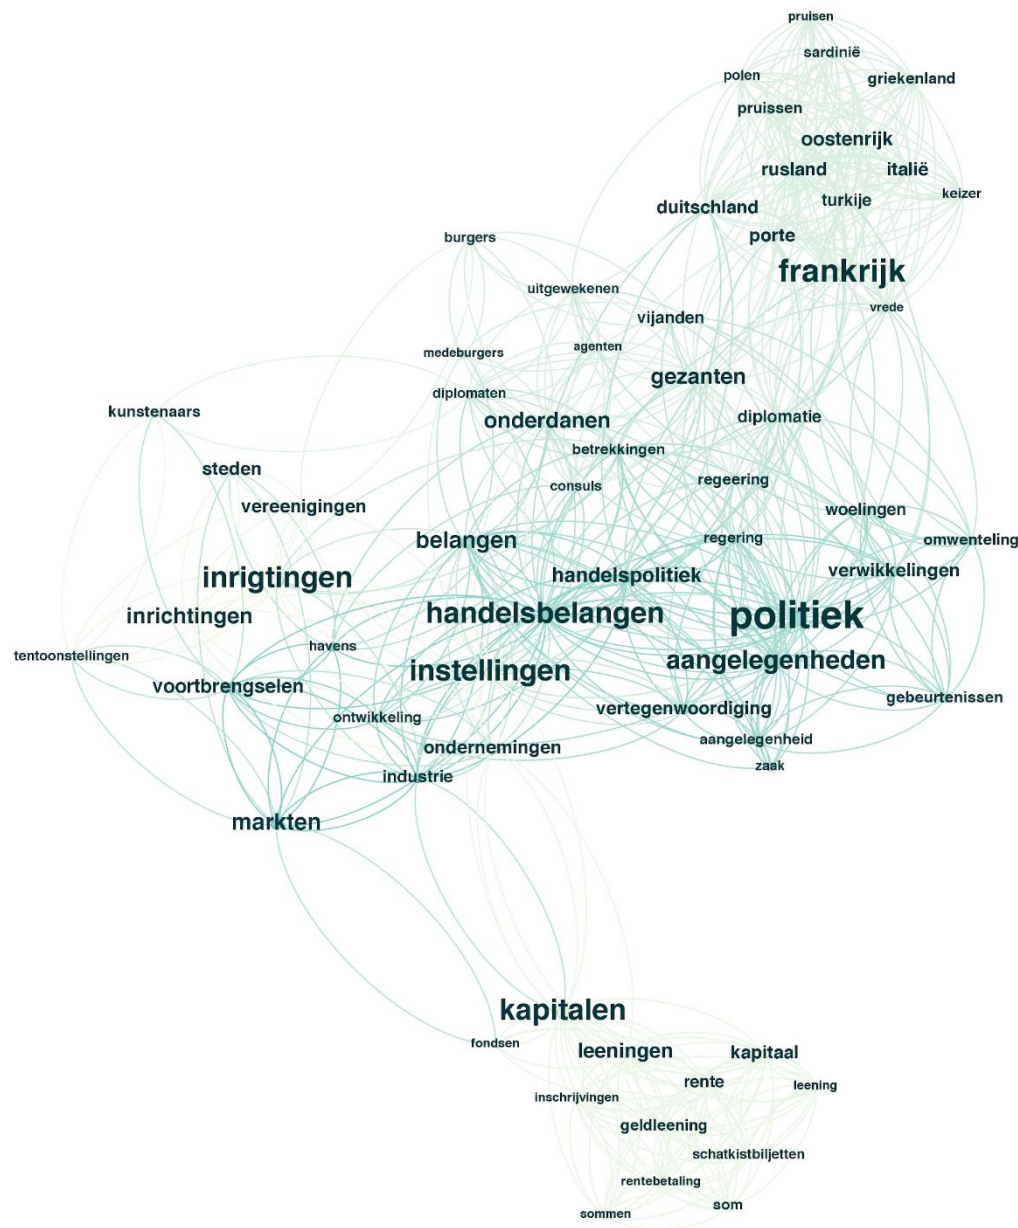 pruisen
sardinië
polen
griekenland
pruissen
oostenrijk
rusland
italië
keizer
turkije
duitschland
porte
burgers
frankrijk
uitgewekenen
vrede
vijanden
agenten
medeburgers
gezanten
diplomaten
kunstenaars
onderdanen
diplomatie
betrekkingen
steden
regeering
consuls
vereenigingen
woelingen
belangen
regering
omwenteling
inrigtingen
handelspolitiek
verwikkelingen
inrichtingen
handelsbelangen
politiek
havens
tentoonstellingen
aangelegenheden
instellingen
voortbrengselen
gebeurtenissen
vertegenwoordiging
ontwikkeling
aangelegenheid
ondernemingen
zaak
industrie
markten
kapitalen
fondsen
leeningen
kapitaal
rente
leening
inschrijvingen
geldleening
schatkistbiljetten
rentebetaling
som
sommen